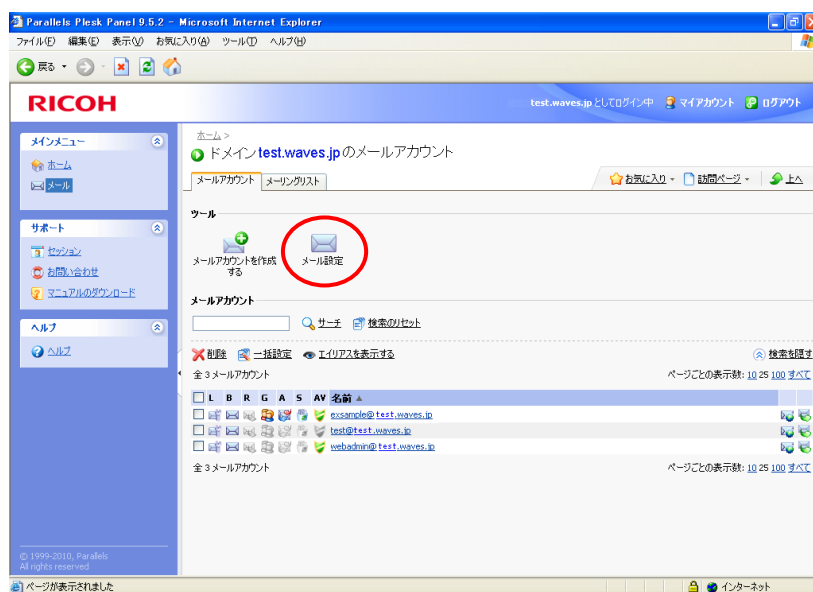 Parallels Plesk Panel 9.5.2 - Microsoft Internet Explorer
ファイル(F) 編集(E) 表示(V) お気に入り(A) ツール(T) ヘルプ(H)
戻る
RICOH
test.waves.jp としてログイン中 マイアカウント ログアウト
メインメニュー
ホーム
メール
サポート
セッション
お問い合わせ
マニュアルのダウンロード
ヘルプ
ヘルプ
© 1999-2010, Parallels
All rights reserved
ホーム >
ドメイン test.waves.jp のメールアカウント
メールアカウント メーリングリスト
お気に入り 訪問ページ 上へ
ツール
メールアカウントを作成
する
メール設定
メールアカウント
サーチ 検索のリセット
削除 一括設定 エイリアスを表示する 検索を隠す
全 3 メールアカウント ページごとの表示数: 10 25 100 すべて
L B R G A S AV 名前
exsample@test.waves.jp
test@test.waves.jp
webadmin@test.waves.jp
全 3 メールアカウント ページごとの表示数: 10 25 100 すべて
ページが表示されました インターネット